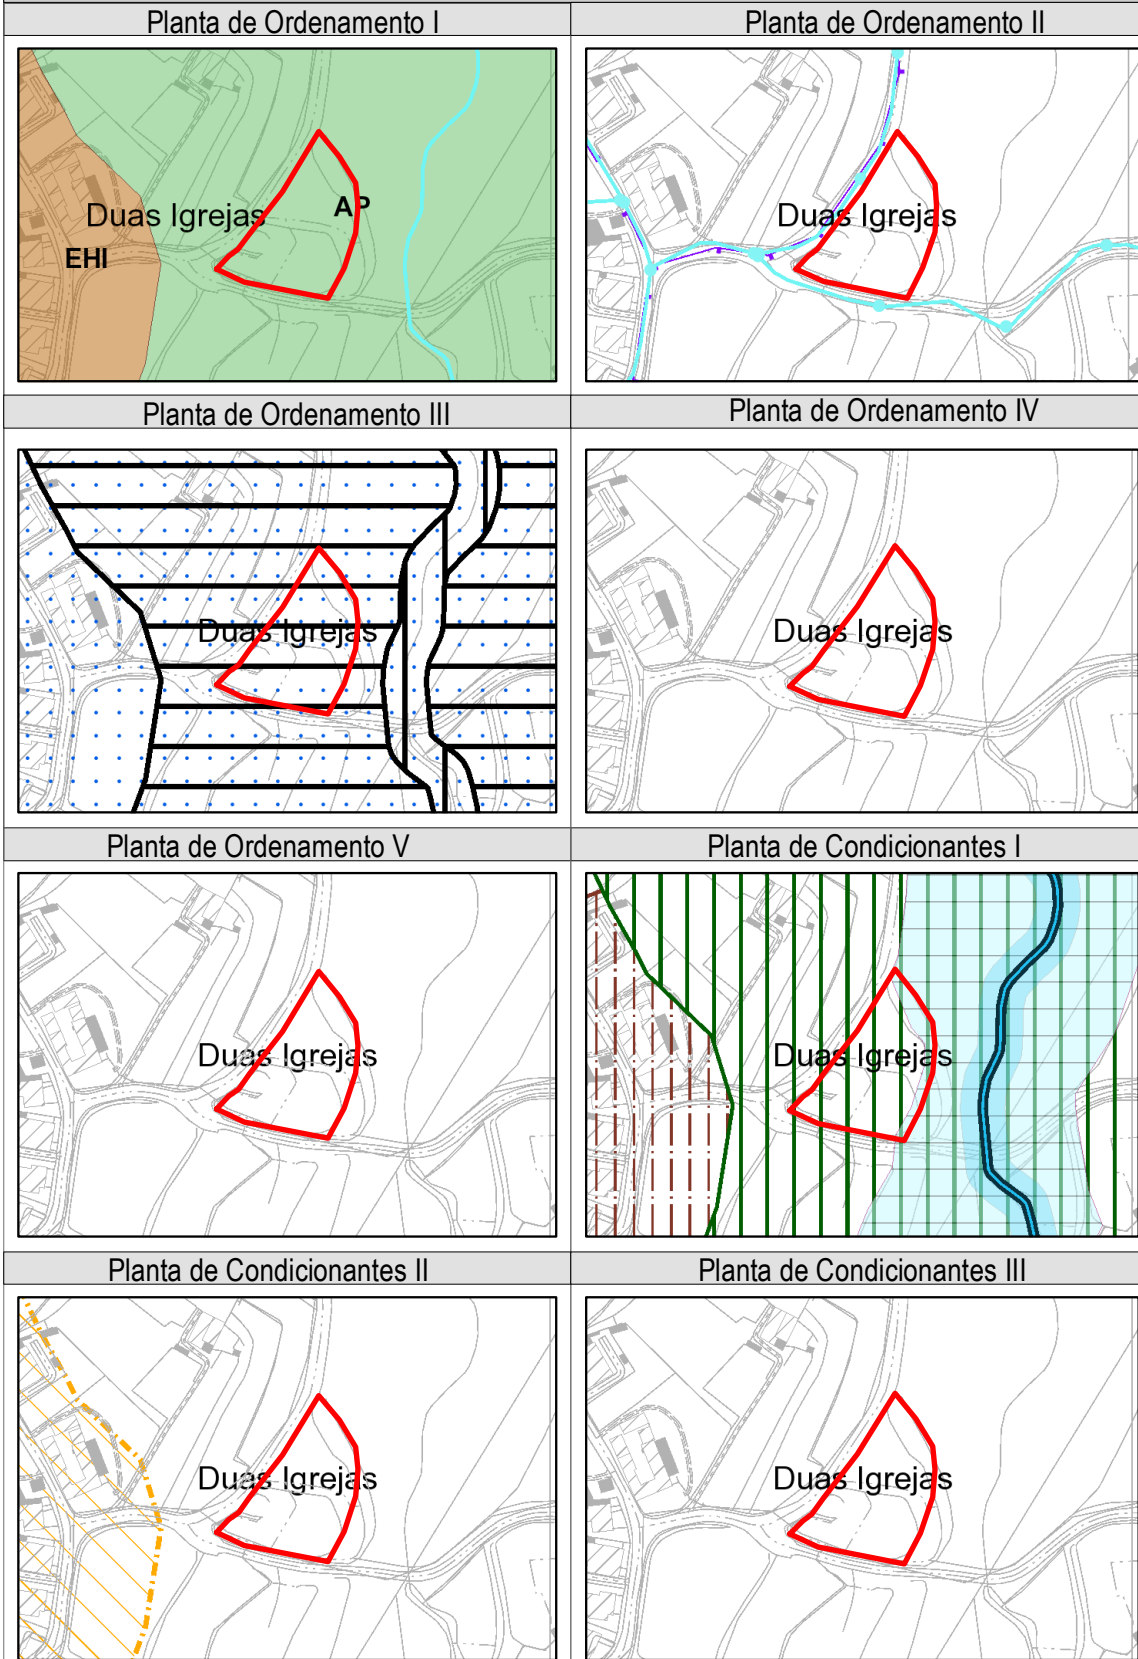 Planta de Ordenamento I
Planta de Ordenamento II
Duas Igrejas
AP
EHI
Duas Igrejas
Planta de Ordenamento III
Planta de Ordenamento IV
Duas Igrejas
Duas Igrejas
Planta de Ordenamento V
Planta de Condicionantes I
Duas Igrejas
Duas Igrejas
Planta de Condicionantes II
Planta de Condicionantes III
Duas Igrejas
Duas Igrejas